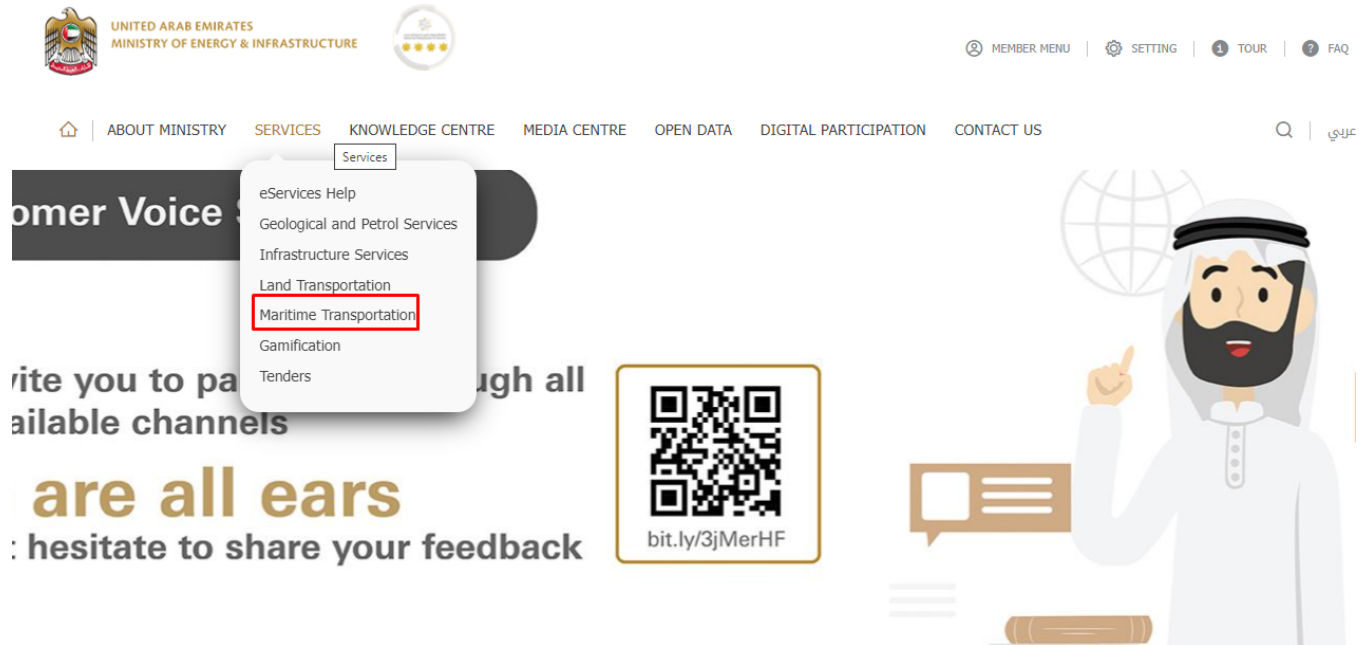 UNITED ARAB EMIRATES
MINISTRY OF ENERGY & INFRASTRUCTURE
MEMBER MENU
SETTING
1 TOUR
? FAQ
ABOUT MINISTRY
SERVICES
KNOWLEDGE CENTRE
MEDIA CENTRE
OPEN DATA
DIGITAL PARTICIPATION
CONTACT US
عربي
Services
eServices Help
Geological and Petrol Services
Infrastructure Services
Land Transportation
Maritime Transportation
Gamification
Tenders
omer Voice
vite you to pa ugh all
ailable channels
are all ears
hesitate to share your feedback
bit.ly/3jMerHF